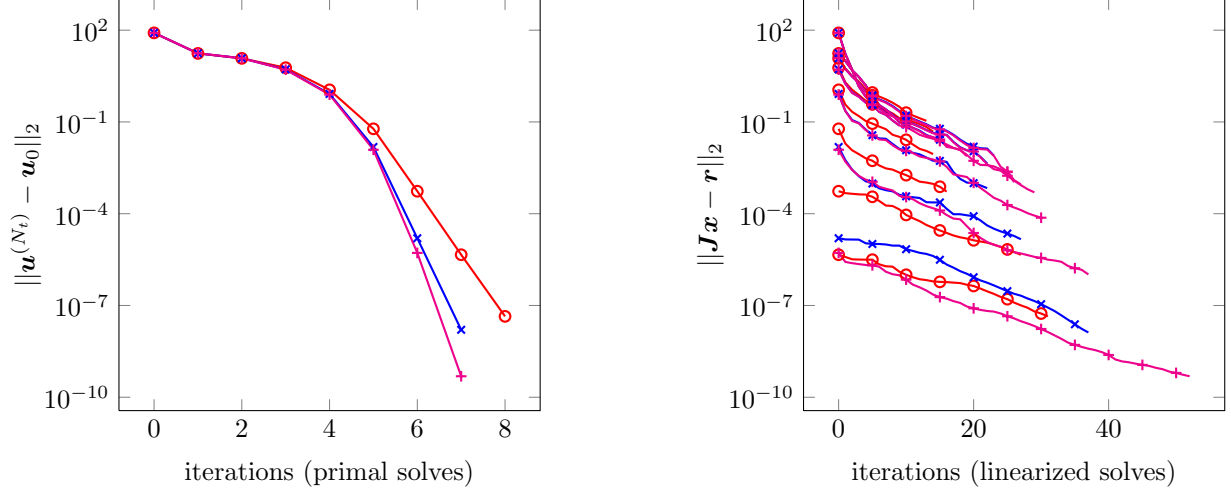 10^2
10^{-1}
10^{-4}
10^{-7}
10^{-10}
||u^{(N_t)} − u_0||_2
0 2 4 6 8
iterations (primal solves)
10^2
10^{-1}
10^{-4}
10^{-7}
10^{-10}
||Jx − r||_2
0 20 40
iterations (linearized solves)